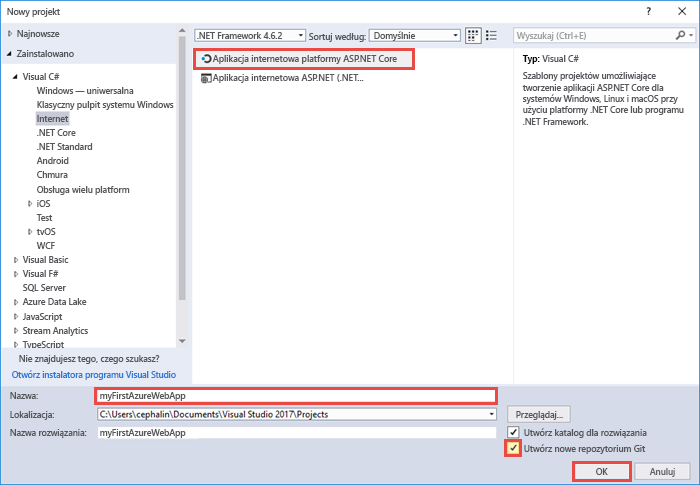 Nowy projekt
Najnowsze
Zainstalowano
Visual C#
Windows — uniwersalna
Klasyczny pulpit systemu Windows
Internet
.NET Core
.NET Standard
Android
Chmura
Obsługa wielu platform
iOS
Test
tvOS
WCF
Visual Basic
Visual F#
SQL Server
Azure Data Lake
JavaScript
Stream Analytics
TypeScript
Nie znajdujesz tego, czego szukasz?
Otwórz instalatora programu Visual Studio
.NET Framework 4.6.2
Sortuj według:
Domyślnie
Wyszukaj (Ctrl+E)
Aplikacja internetowa platformy ASP.NET Core
Aplikacja internetowa ASP.NET (.NET...
Typ: Visual C#
Szablony projektów umożliwiające
tworzenie aplikacji ASP.NET Core dla
systemów Windows, Linux i macOS przy
użyciu platformy .NET Core lub programu
.NET Framework.
Nazwa:
myFirstAzureWebApp
Lokalizacja:
C:\Users\cephalin\Documents\Visual Studio 2017\Projects
Przeglądaj...
Nazwa rozwiązania:
myFirstAzureWebApp
Utwórz katalog dla rozwiązania
Utwórz nowe repozytorium Git
OK
Anuluj